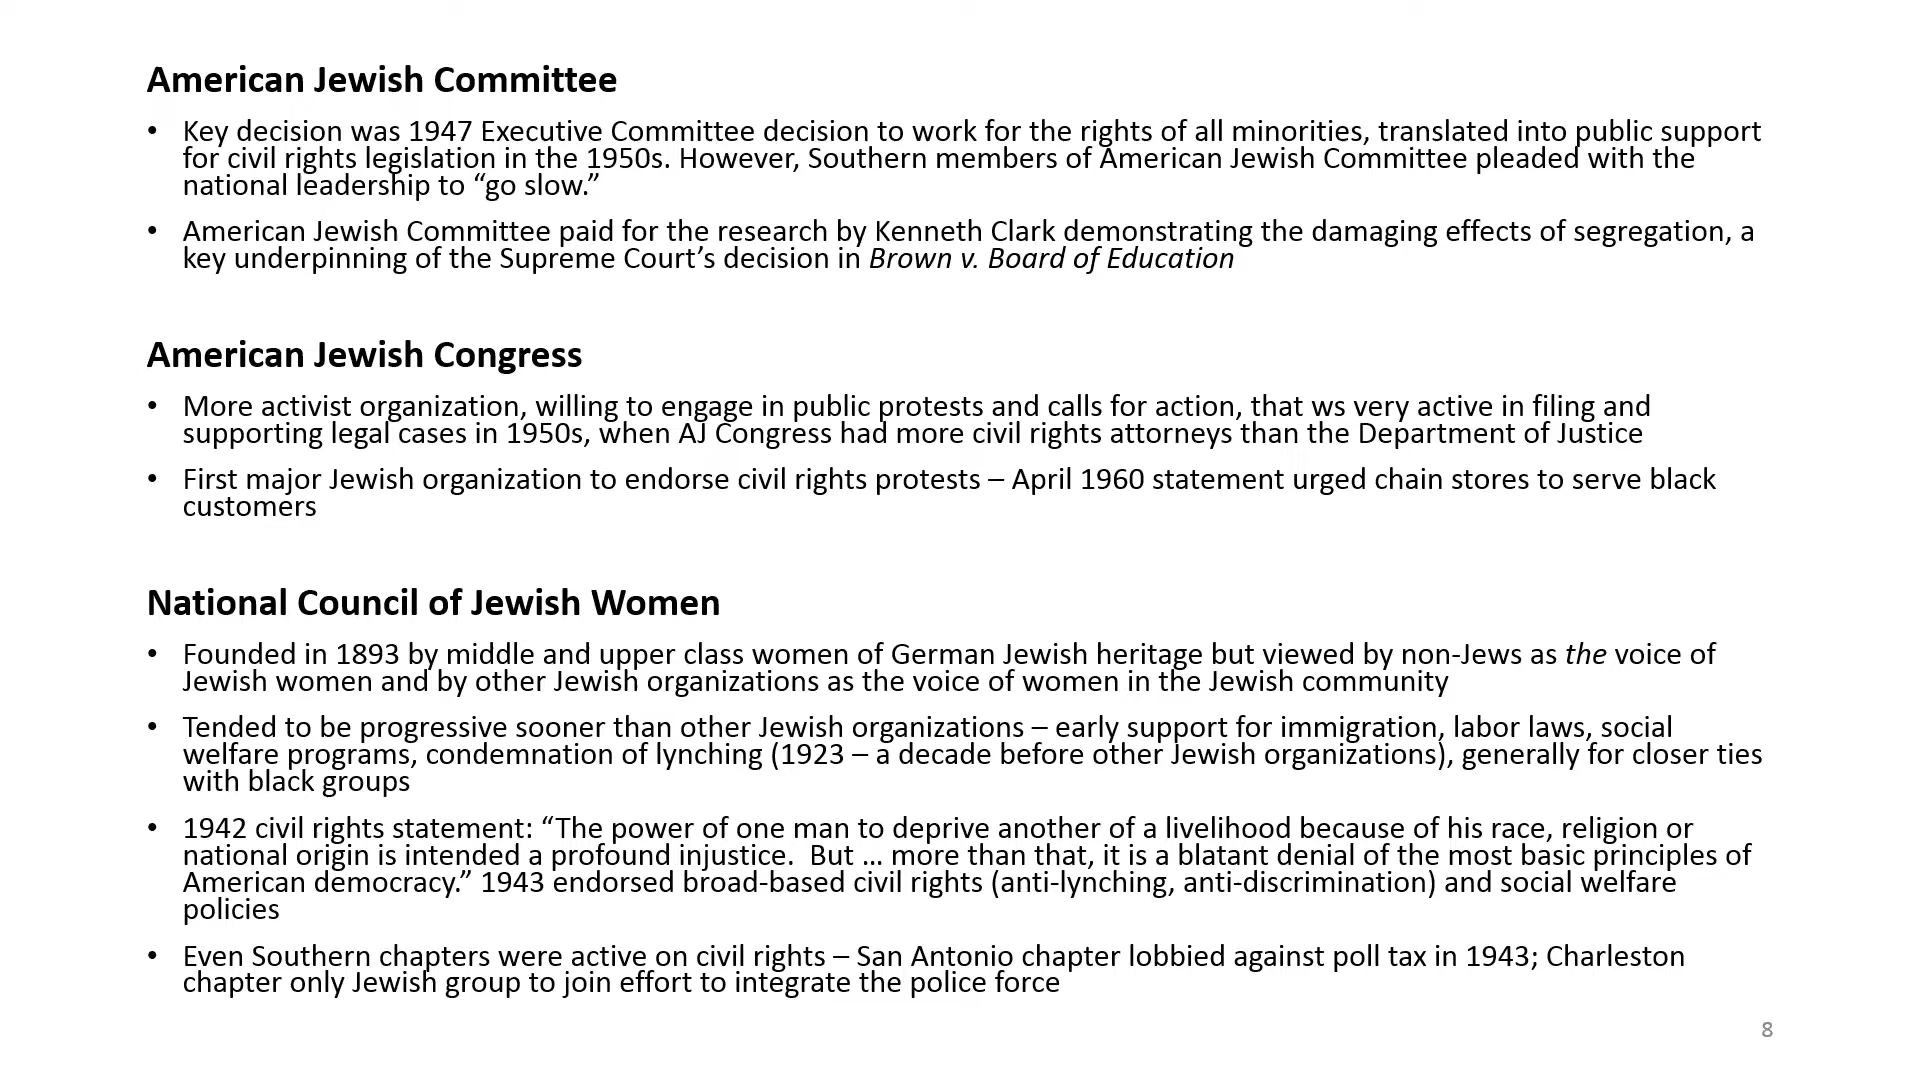 American Jewish Committee
• Key decision was 1947 Executive Committee decision to work for the rights of all minorities, translated into public support
for civil rights legislation in the 1950s. However, Southern members of American Jewish Committee pleaded with the
national leadership to “go slow.”
• American Jewish Committee paid for the research by Kenneth Clark demonstrating the damaging effects of segregation, a
key underpinning of the Supreme Court’s decision in Brown v. Board of Education
American Jewish Congress
• More activist organization, willing to engage in public protests and calls for action, that ws very active in filing and
supporting legal cases in 1950s, when AJ Congress had more civil rights attorneys than the Department of Justice
• First major Jewish organization to endorse civil rights protests – April 1960 statement urged chain stores to serve black
customers
National Council of Jewish Women
• Founded in 1893 by middle and upper class women of German Jewish heritage but viewed by non-Jews as the voice of
Jewish women and by other Jewish organizations as the voice of women in the Jewish community
• Tended to be progressive sooner than other Jewish organizations – early support for immigration, labor laws, social
welfare programs, condemnation of lynching (1923 – a decade before other Jewish organizations), generally for closer ties
with black groups
• 1942 civil rights statement: “The power of one man to deprive another of a livelihood because of his race, religion or
national origin is intended a profound injustice.  But … more than that, it is a blatant denial of the most basic principles of
American democracy.” 1943 endorsed broad-based civil rights (anti-lynching, anti-discrimination) and social welfare
policies
• Even Southern chapters were active on civil rights – San Antonio chapter lobbied against poll tax in 1943; Charleston
chapter only Jewish group to join effort to integrate the police force
8